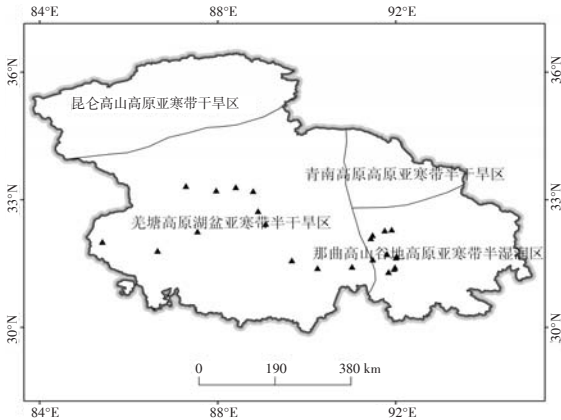 84°E 88°E 92°E
36°N 36°N
昆仑高山高原亚寒带干旱区
青南高原高原亚寒带半干旱区
33°N 33°N
羌塘高原湖盆亚寒带半干旱区
那曲高山谷地高原亚寒带半湿润区
30°N 30°N
0 190 380 km
84°E 88°E 92°E